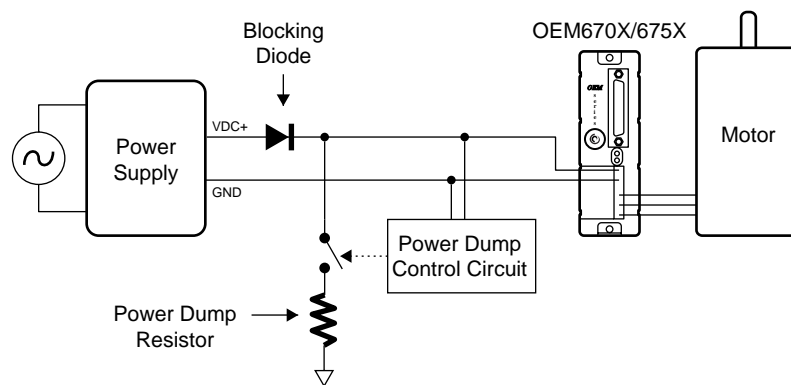 Blocking
Diode
OEM670X/675X
VDC+
Power
Supply
GND
Motor
Power Dump
Control Circuit
Power Dump
Resistor